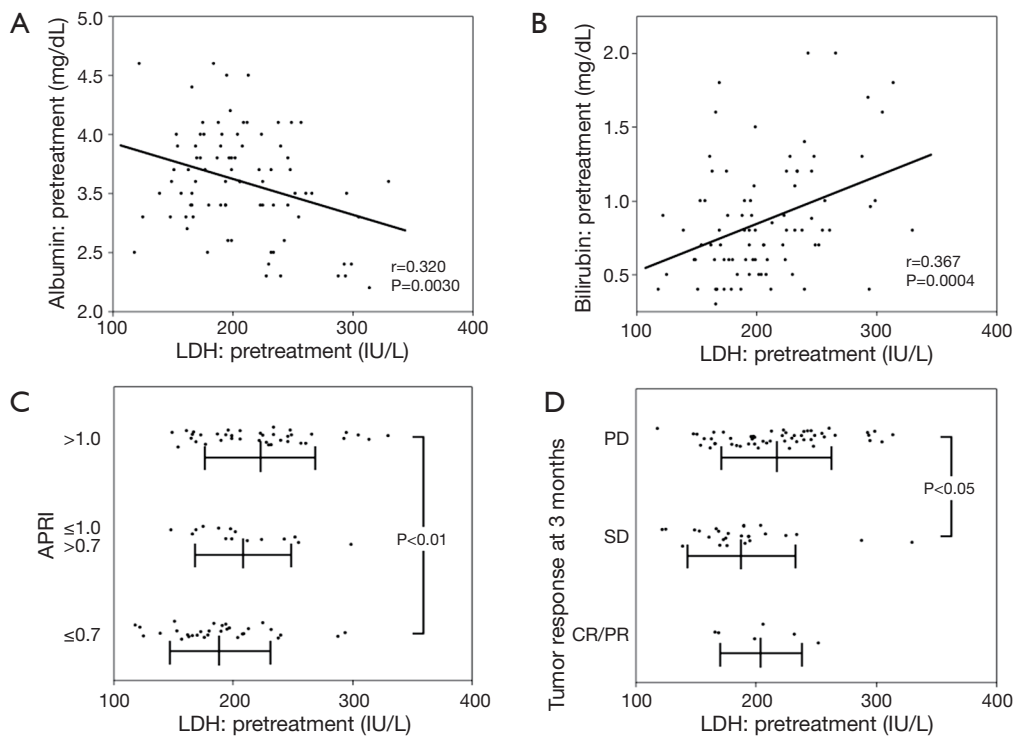 A
Albumin: pretreatment (mg/dL)
5.0
4.0
3.5
2.5
2.0
r=0.320
P=0.0030
100
200
300
400
LDH: pretreatment (IU/L)
B
Bilirubin: pretreatment (mg/dL)
2.0
1.5
1.0
0.5
r=0.367
P=0.0004
100
200
300
400
LDH: pretreatment (IU/L)
C
APRI
>1.0
≤1.0
>0.7
≤0.7
P<0.01
100
200
300
400
LDH: pretreatment (IU/L)
D
Tumor response at 3 months
PD
SD
CR/PR
P<0.05
100
200
300
400
LDH: pretreatment (IU/L)